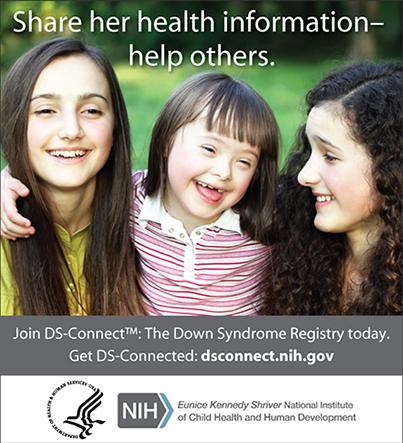 Share her health information–
help others.
Join DS-Connect™: The Down Syndrome Registry today.
Get DS-Connected: dsconnect.nih.gov
DEPARTMENT OF HEALTH & HUMAN SERVICES • USA
NIH
Eunice Kennedy Shriver National Institute
of Child Health and Human Development